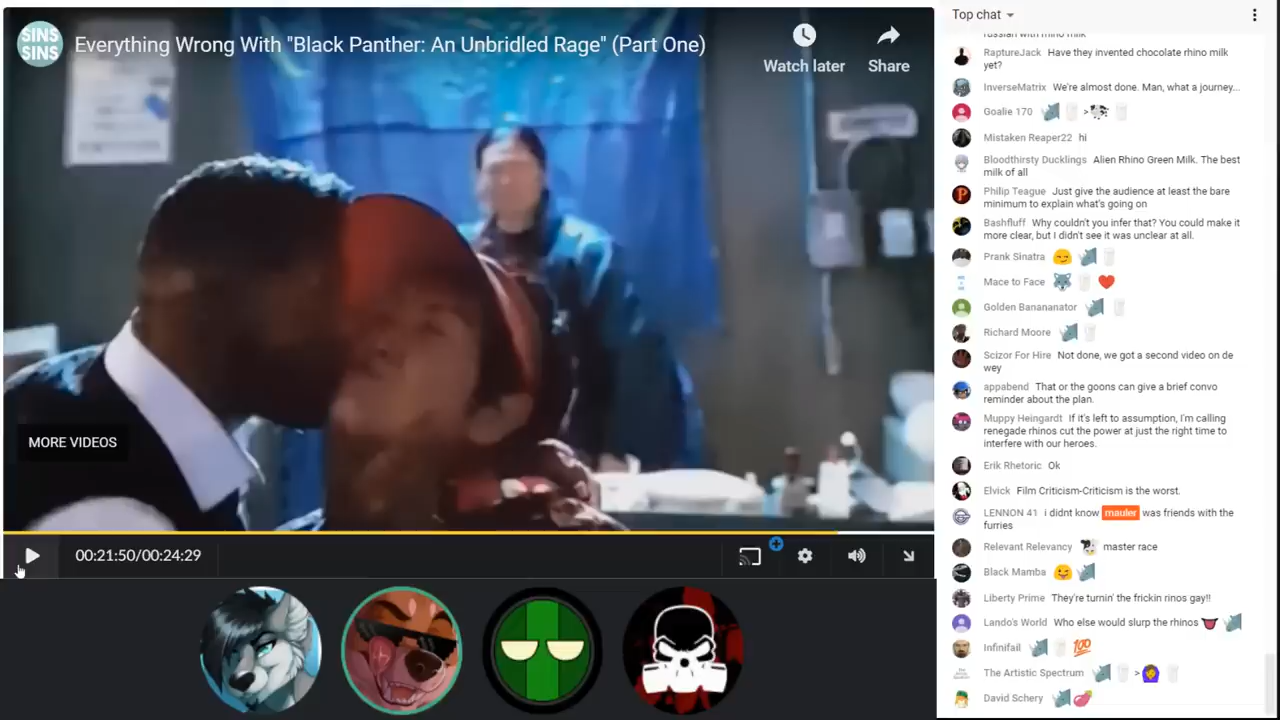 SINS
SINS
Everything Wrong With "Black Panther: An Unbridled Rage" (Part One)
Watch later
Share
MORE VIDEOS
00:21:50/00:24:29
Top chat
russian with rhino milk
RaptureJack Have they invented chocolate rhino milk
yet?
InverseMatrix We're almost done. Man, what a journey...
Goalie 170 >
Mistaken Reaper22 hi
Bloodthirsty Ducklings Alien Rhino Green Milk. The best
milk of all
P
Philip Teague Just give the audience at least the bare
minimum to explain what's going on
Bashfluff Why couldn't you infer that? You could make it
more clear, but I didn't see it was unclear at all.
Prank Sinatra
Mace to Face
Golden Banananator
Richard Moore
Scizor For Hire Not done, we got a second video on de
wey
appabend That or the goons can give a brief convo
reminder about the plan.
Muppy Heingardt If it's left to assumption, I'm calling
renegade rhinos cut the power at just the right time to
interfere with our heroes.
Erik Rhetoric Ok
Elvick Film Criticism-Criticism is the worst.
LENNON 41 i didnt know mauler was friends with the
furries
Relevant Relevancy master race
Black Mamba
Liberty Prime They're turnin' the frickin rinos gay!!
Lando's World Who else would slurp the rhinos
Infinifail 100
The Artistic Spectrum >
David Schery